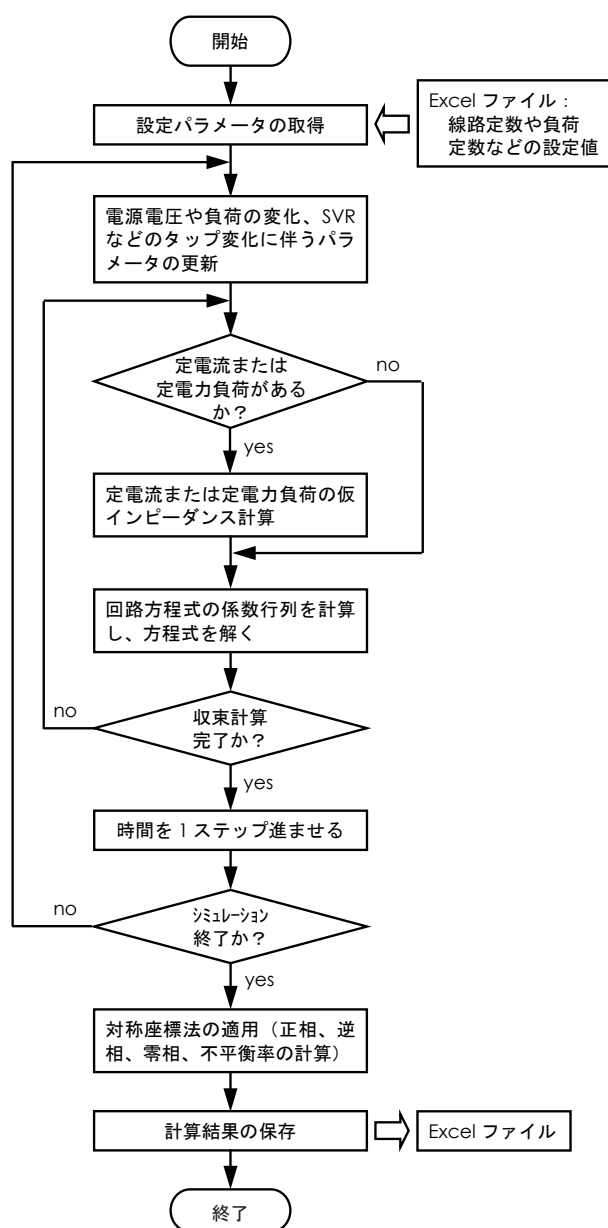 開始
設定パラメータの取得
Excel ファイル：
線路定数や負荷
定数などの設定値
電源電圧や負荷の変化、SVR
などのタップ変化に伴うパラ
メータの更新
定電流または
定電力負荷がある
か？
no
yes
定電流または定電力負荷の仮
インピーダンス計算
回路方程式の係数行列を計算
し、方程式を解く
no
収束計算
完了か？
yes
時間を 1 ステップ進ませる
no
ｼﾐｭﾚｰｼｮﾝ
終了か？
yes
対称座標法の適用（正相、逆
相、零相、不平衡率の計算）
計算結果の保存
Excel ファイル
終了